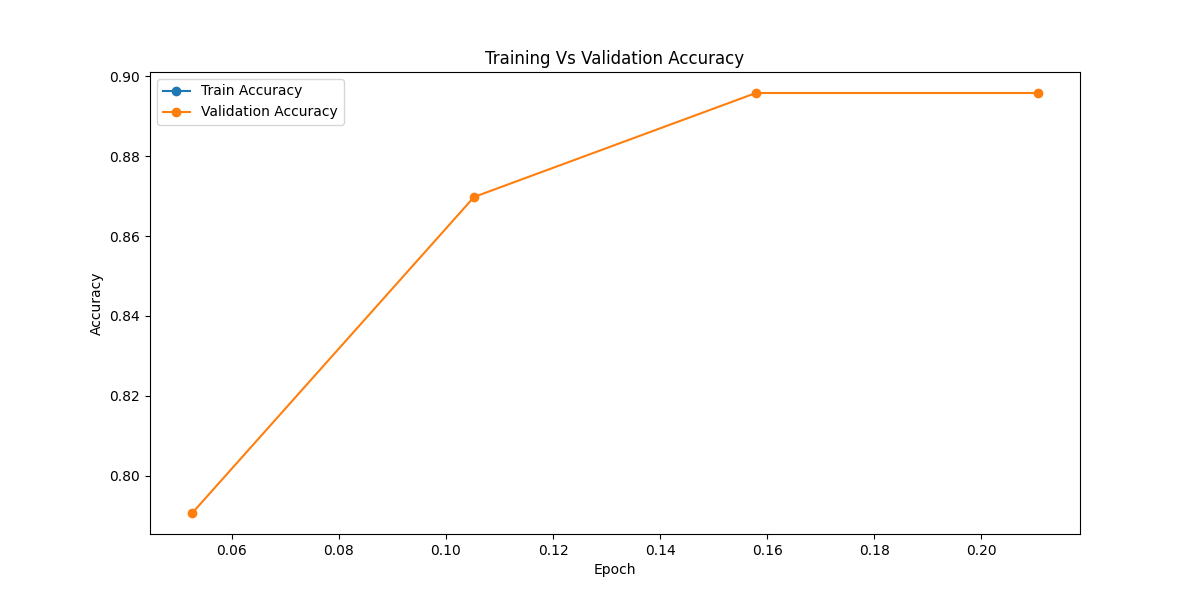 Training Vs Validation Accuracy
Train Accuracy
Validation Accuracy
0.90
0.88
0.86
0.84
0.82
0.80
Accuracy
0.06
0.08
0.10
0.12
0.14
0.16
0.18
0.20
Epoch